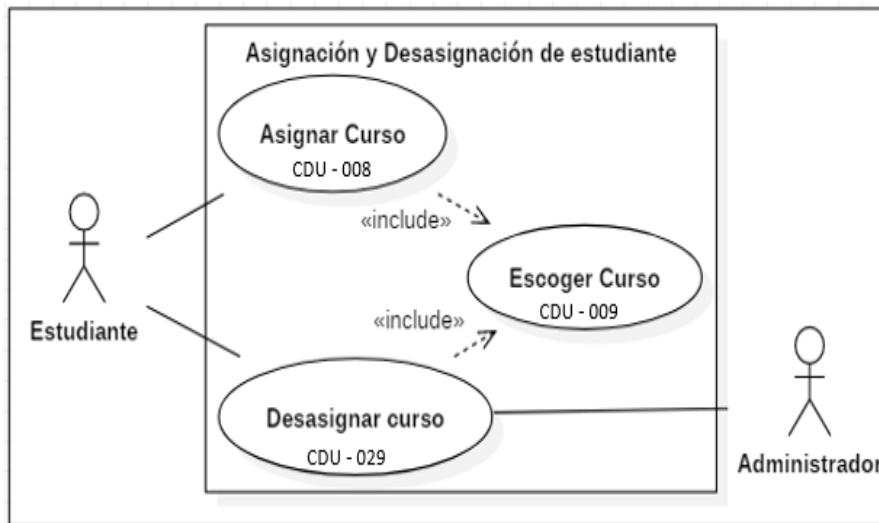 Asignación y Desasignación de estudiante
Asignar Curso
CDU - 008
«include»
Escoger Curso
CDU - 009
«include»
Estudiante
Desasignar curso
CDU - 029
Administrador